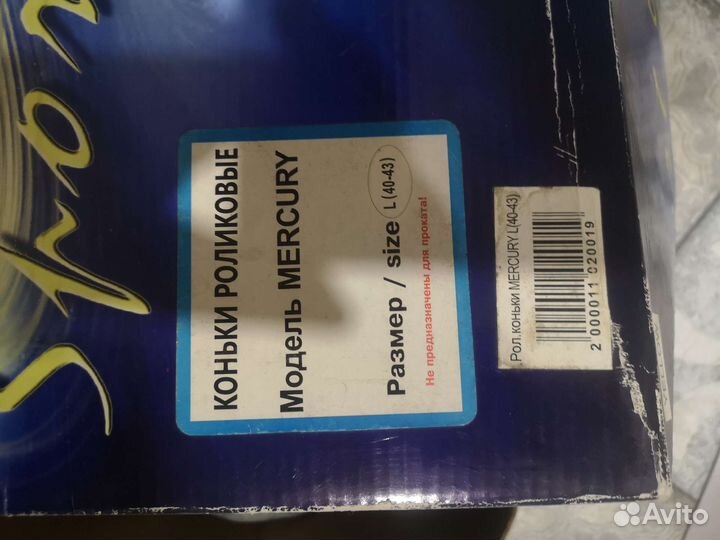 Spor
КОНЬКИ РОЛИКОВЫЕ
Модель MERCURY
Размер / size L (40-43)
Не предназначены для проката!
Рол.коньки MERCURY L(40-43)
2 000011 020019
Avito